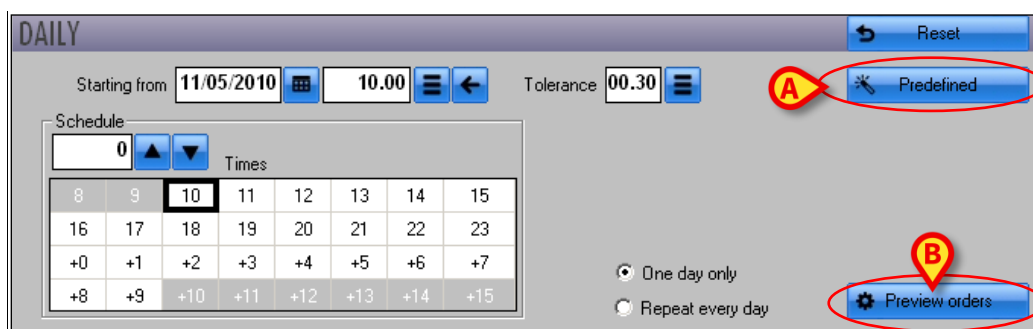 DAILY
Reset
Starting from 11/05/2010 10.00 Tolerance 00.30 A Predefined
Schedule
0 Times
8 9 10 11 12 13 14 15
16 17 18 19 20 21 22 23
+0 +1 +2 +3 +4 +5 +6 +7
+8 +9 +10 +11 +12 +13 +14 +15
One day only
Repeat every day
B
Preview orders